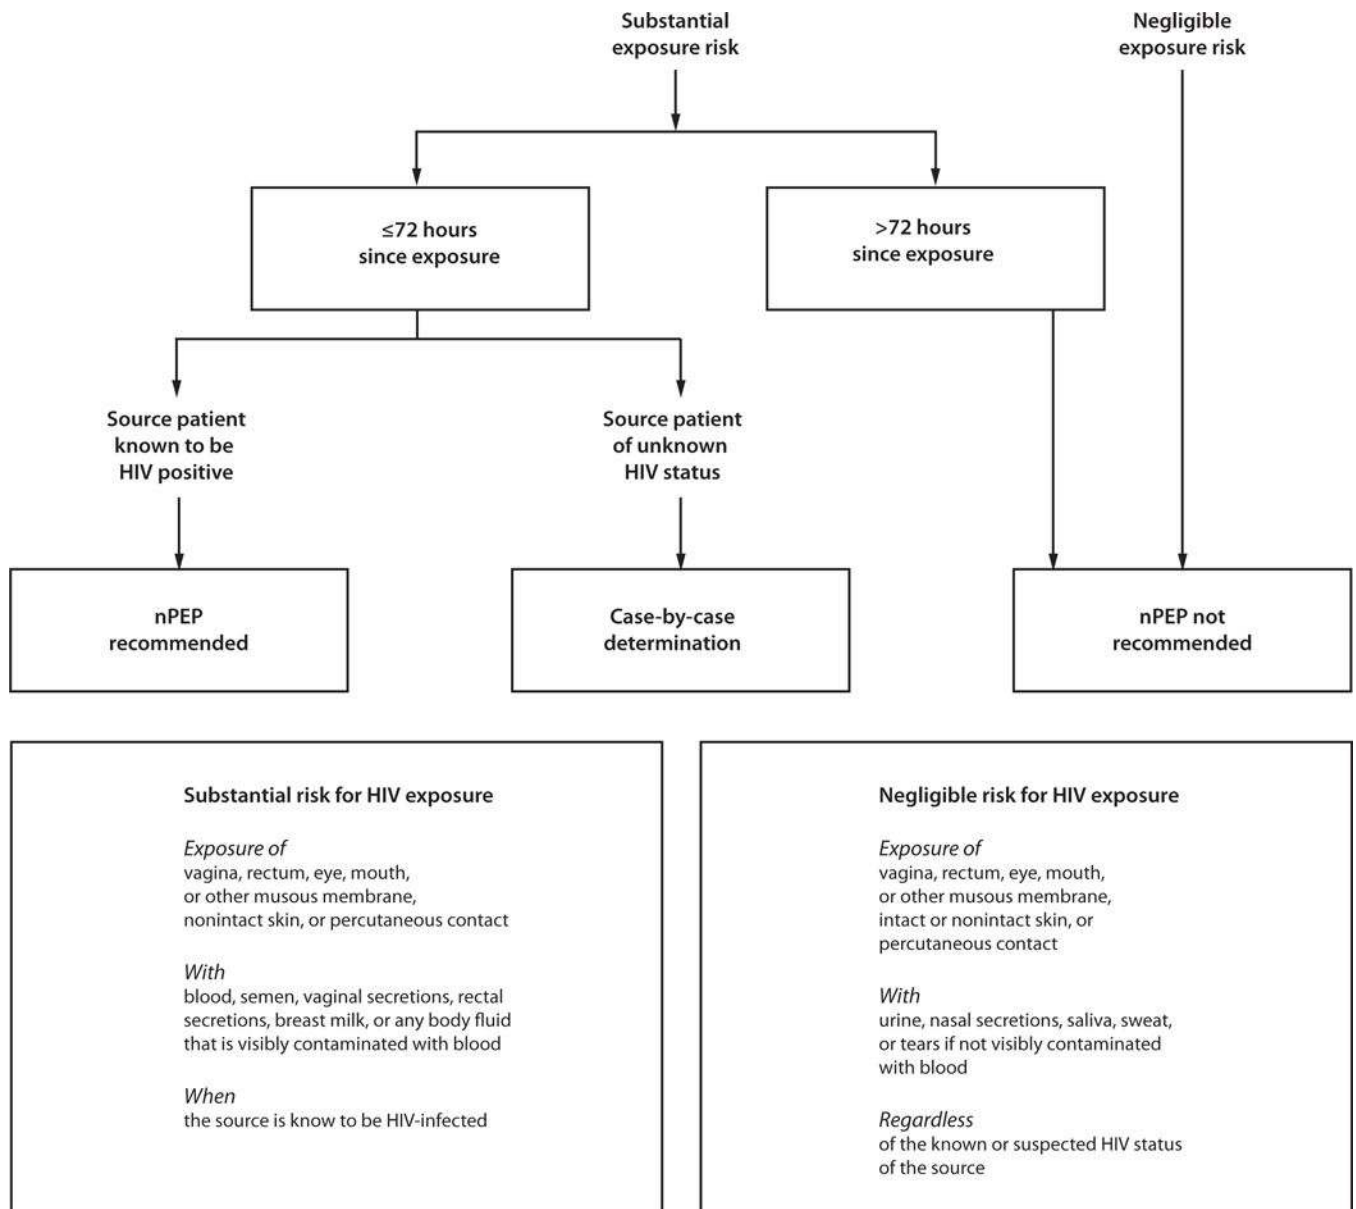 Substantial
exposure risk
Negligible
exposure risk
≤72 hours
since exposure
>72 hours
since exposure
Source patient
known to be
HIV positive
Source patient
of unknown
HIV status
nPEP
recommended
Case-by-case
determination
nPEP not
recommended
Substantial risk for HIV exposure
Exposure of
vagina, rectum, eye, mouth,
or other musous membrane,
nonintact skin, or percutaneous contact
With
blood, semen, vaginal secretions, rectal
secretions, breast milk, or any body fluid
that is visibly contaminated with blood
When
the source is know to be HIV-infected
Negligible risk for HIV exposure
Exposure of
vagina, rectum, eye, mouth,
or other musous membrane,
intact or nonintact skin, or
percutaneous contact
With
urine, nasal secretions, saliva, sweat,
or tears if not visibly contaminated
with blood
Regardless
of the known or suspected HIV status
of the source